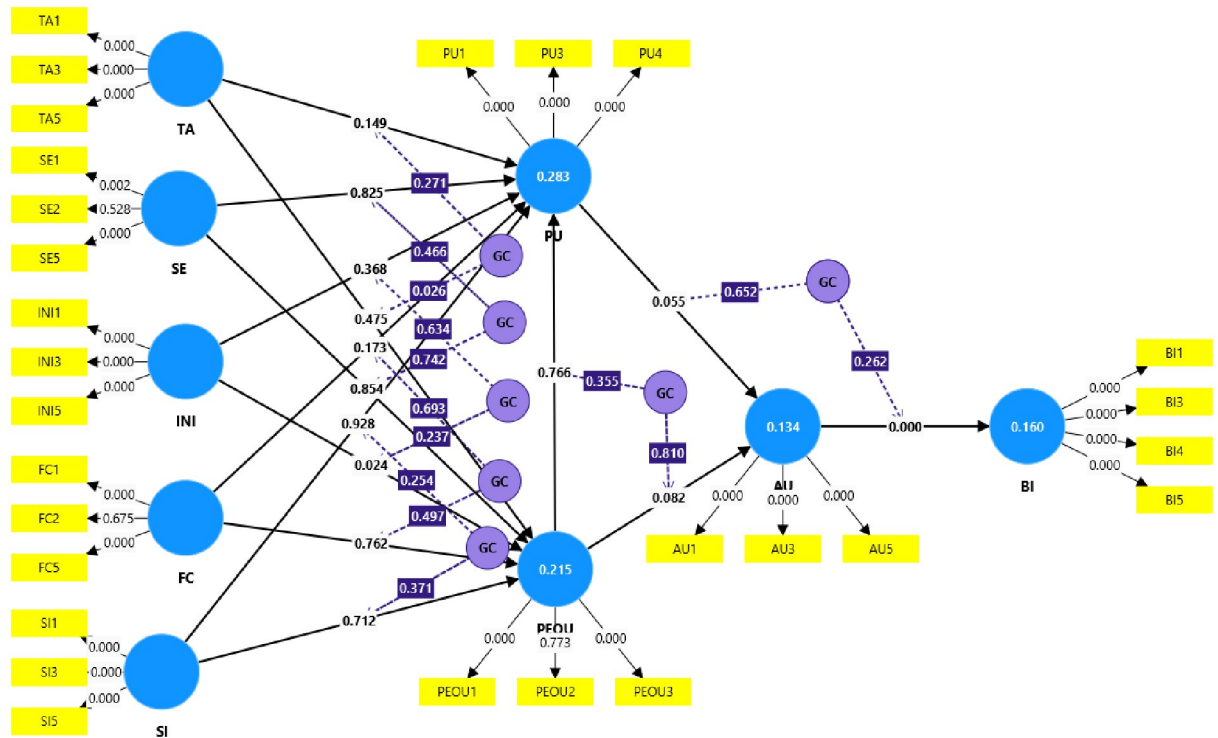 TA1
0.000
TA3
0.000
TA5
0.000
TA
SE1
0.002
SE2
0.528
SE5
0.000
SE
INI1
0.000
INI3
0.000
INI5
0.000
INI
FC1
0.000
FC2
0.675
FC5
0.000
FC
SI1
0.000
SI3
0.000
SI5
0.000
SI
0.149
0.271
0.825
0.466
GC
0.368
0.026
0.475
0.634
GC
0.173
0.742
0.854
0.693
GC
0.928
0.237
0.024
0.254
GC
0.497
0.762
GC
0.371
0.712
PU1
PU3
PU4
0.000
0.000
0.000
0.283
PU
0.766
0.355
GC
0.810
0.082
0.055
0.652
GC
0.262
0.000
0.215
PEOU
0.000
0.773
0.000
PEOU1
PEOU2
PEOU3
0.134
AU
0.000
0.000
0.000
AU1
AU3
AU5
0.160
BI
0.000
0.000
0.000
0.000
BI1
BI3
BI4
BI5